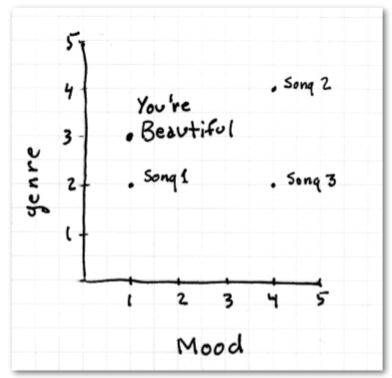 5
4
Song 2
You're
Beautiful
3
genre
2
Song 1
Song 3
1
1 2 3 4 5
Mood